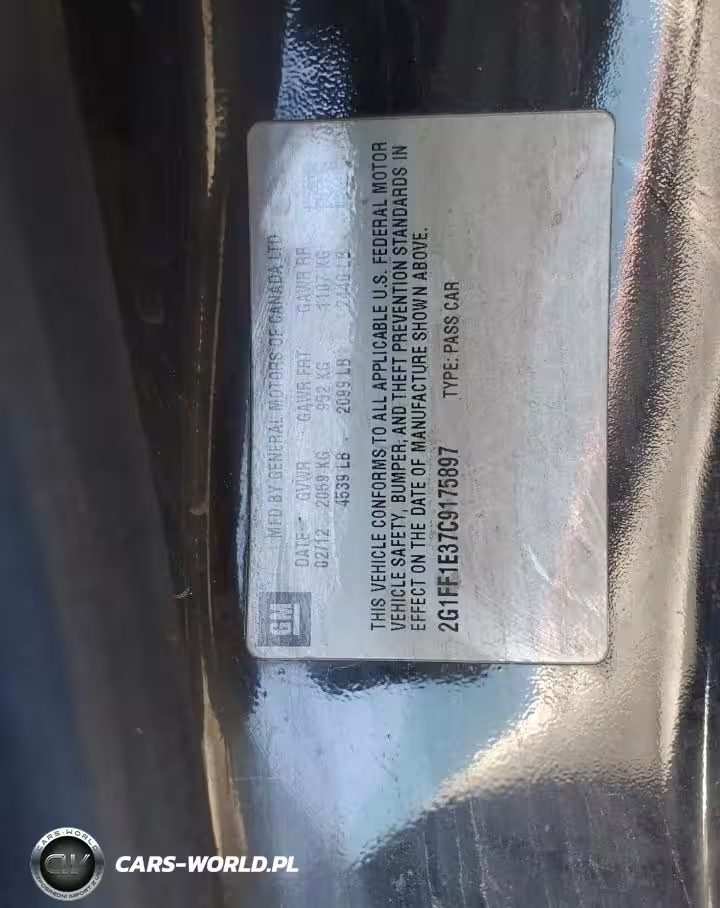 GM
MFD BY GENERAL MOTORS OF CANADA LTD
DATE GVWR GAWR FRT GAWR RR
02/12 2059 KG 952 KG 1107 KG
4539 LB 2099 LB 2440 LB
THIS VEHICLE CONFORMS TO ALL APPLICABLE U.S. FEDERAL MOTOR
VEHICLE SAFETY, BUMPER, AND THEFT PREVENTION STANDARDS IN
EFFECT ON THE DATE OF MANUFACTURE SHOWN ABOVE.
2G1FF1E37C9175897 TYPE: PASS CAR
CARS-WORLD
CW
CARS-WORLD.PL